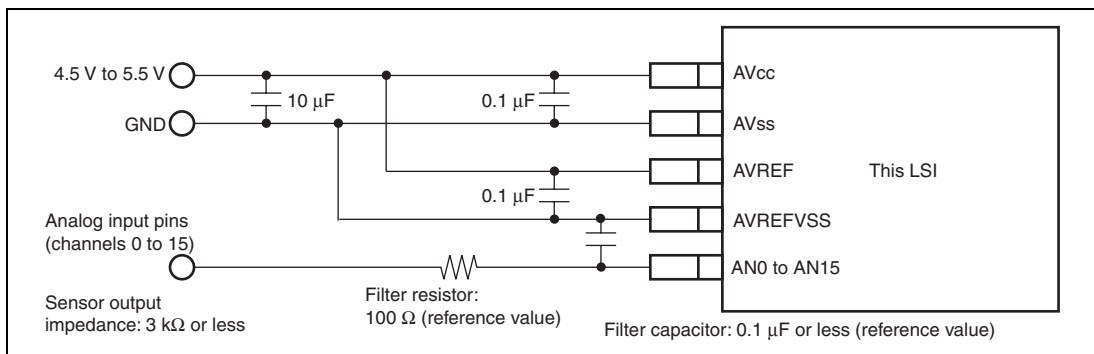 4.5 V to 5.5 V
10 μF
0.1 μF
AVcc
GND
AVss
0.1 μF
AVREF
This LSI
AVREFVSS
Analog input pins
(channels 0 to 15)
AN0 to AN15
Sensor output
impedance: 3 kΩ or less
Filter resistor:
100 Ω (reference value)
Filter capacitor: 0.1 μF or less (reference value)